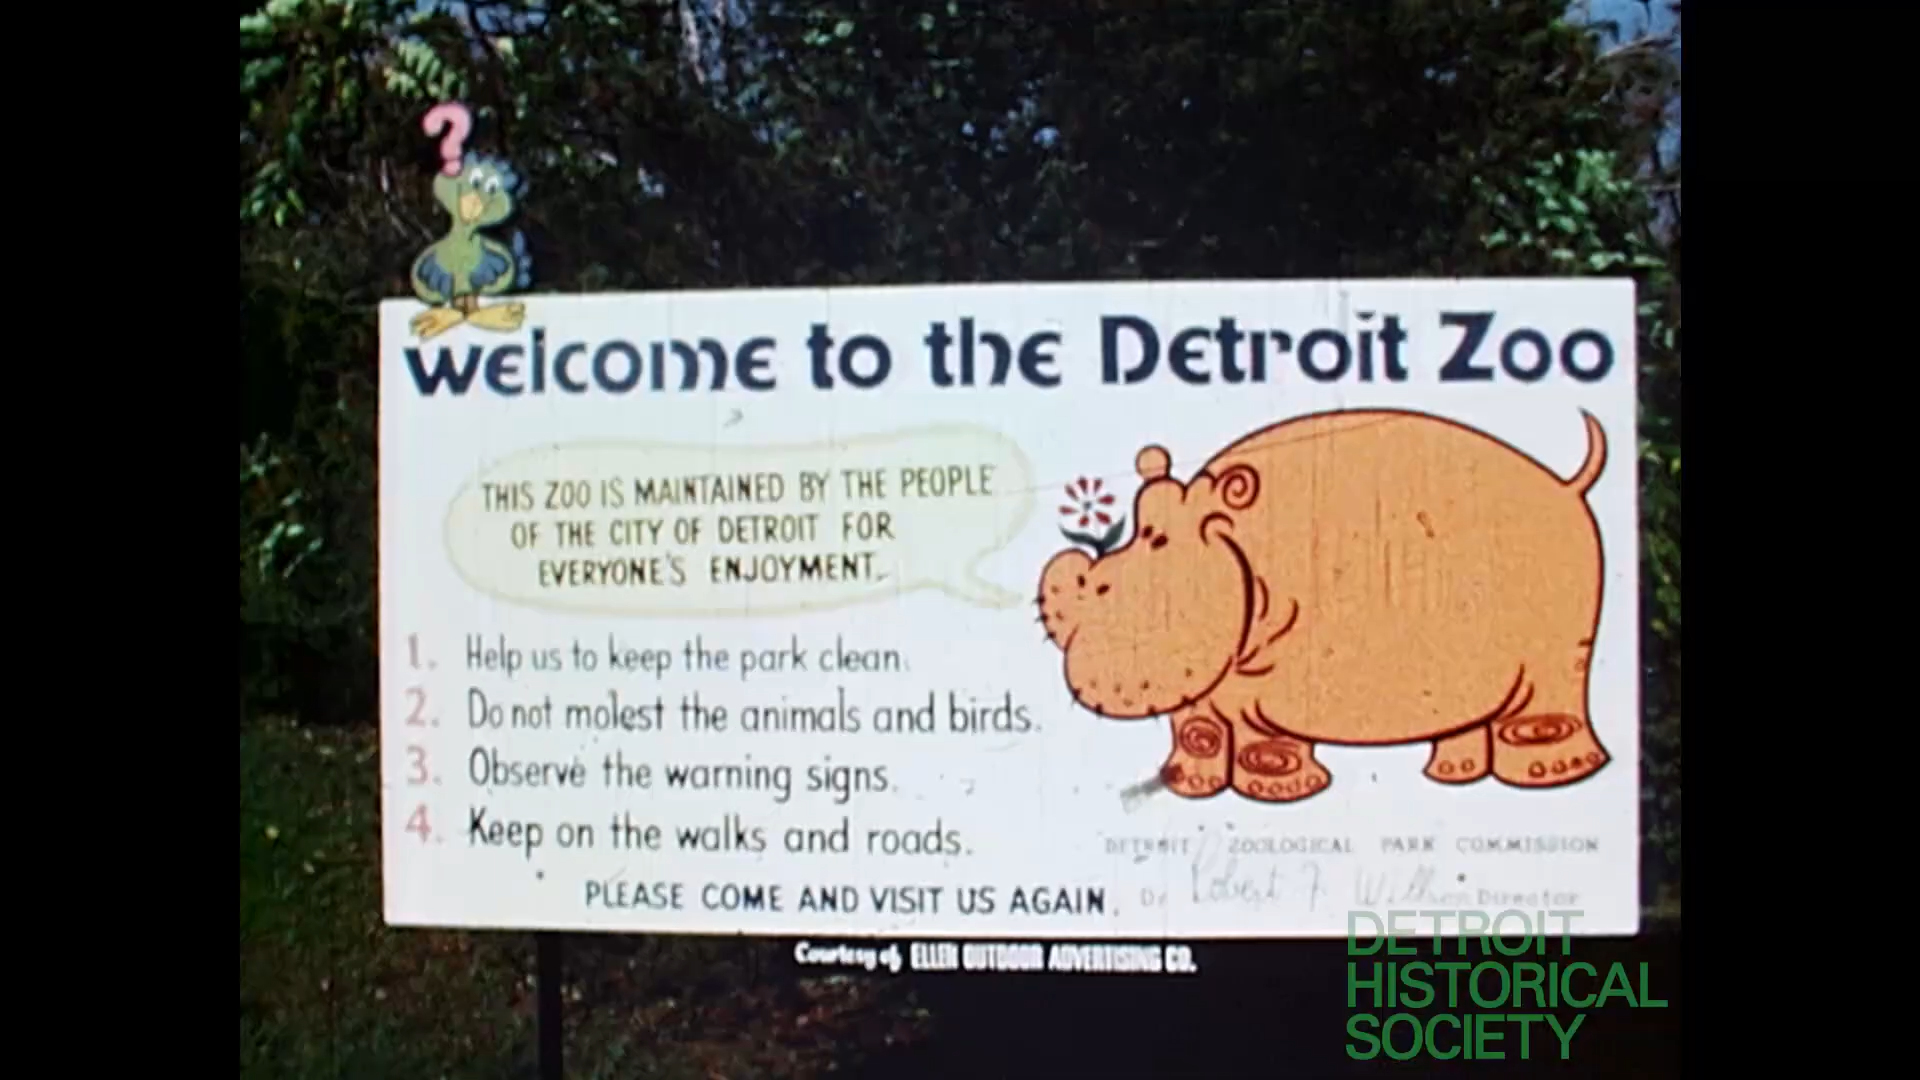 ?
Welcome to the Detroit Zoo
THIS ZOO IS MAINTAINED BY THE PEOPLE
OF THE CITY OF DETROIT FOR
EVERYONE'S ENJOYMENT.
1. Help us to keep the park clean.
2. Do not molest the animals and birds.
3. Observe the warning signs.
4. Keep on the walks and roads.
DETROIT ZOOLOGICAL PARK COMMISSION
PLEASE COME AND VISIT US AGAIN.
Dr Robert F. Director
Courtesy of ELLER OUTDOOR ADVERTISING CO.
DETROIT
HISTORICAL
SOCIETY